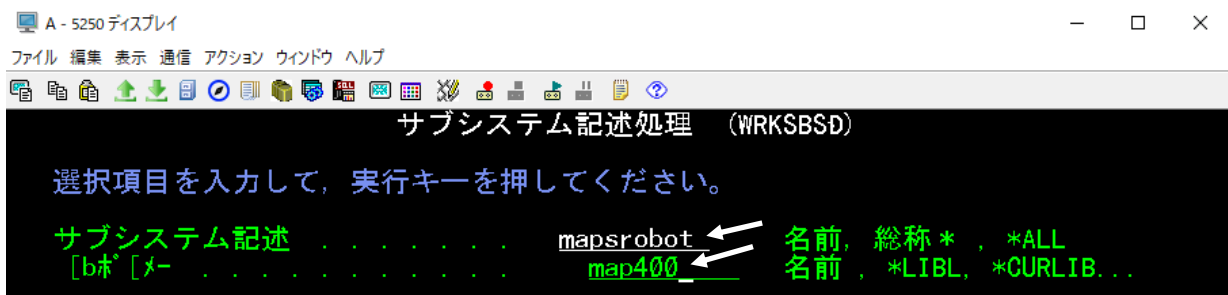 A - 5250 ディスプレイ
ファイル 編集 表示 通信 アクション ウィンドウ ヘルプ
サブシステム記述処理 (WRKSBSD)
選択項目を入力して, 実行キーを押してください。
サブシステム記述 . . . . . . . mapsrobot 名前, 総称* , *ALL
[bﾎﾟ[ﾒー . . . . . . . . . . . map400 名前 , *LIBL, *CURLIB...